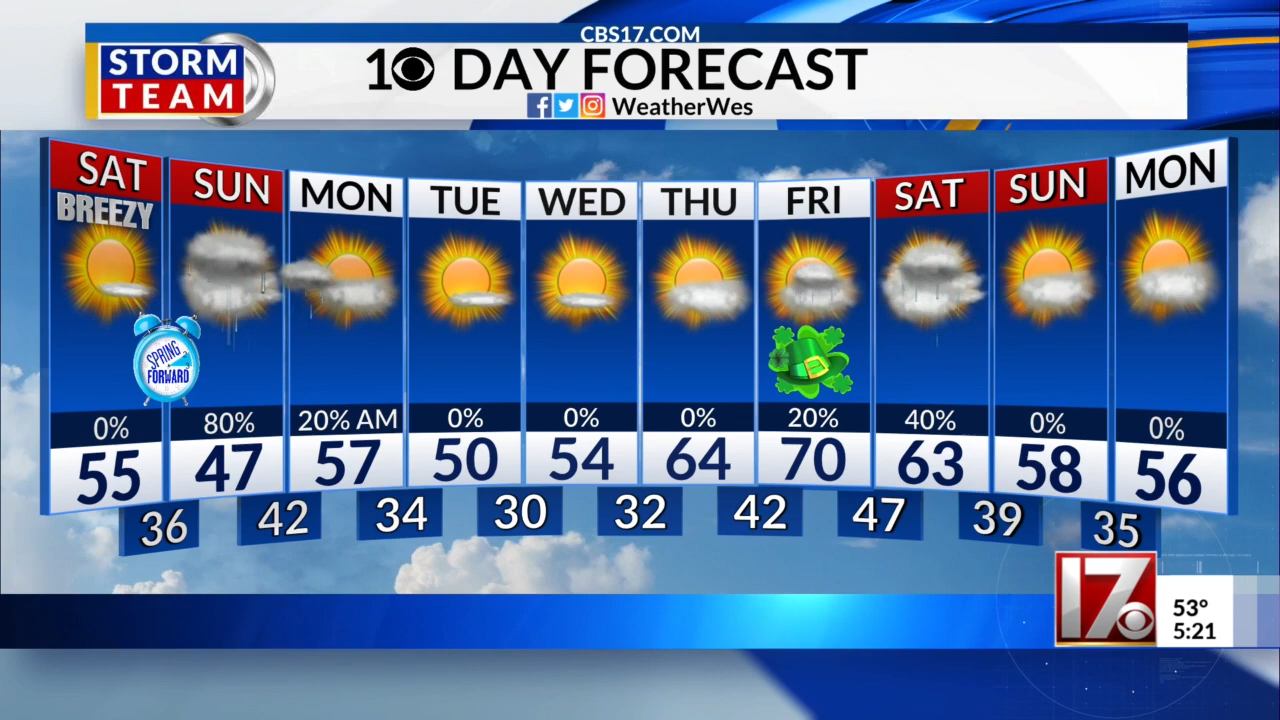 CBS17.COM
STORM
TEAM
10 DAY FORECAST
WeatherWes
SAT SUN MON TUE WED THU FRI SAT SUN MON
BREEZY
SPRING
FORWARD
0% 80% 20% AM 0% 0% 0% 20% 40% 0% 0%
55 47 57 50 54 64 70 63 58 56
36 42 34 30 32 42 47 39 35
17
53°
5:21